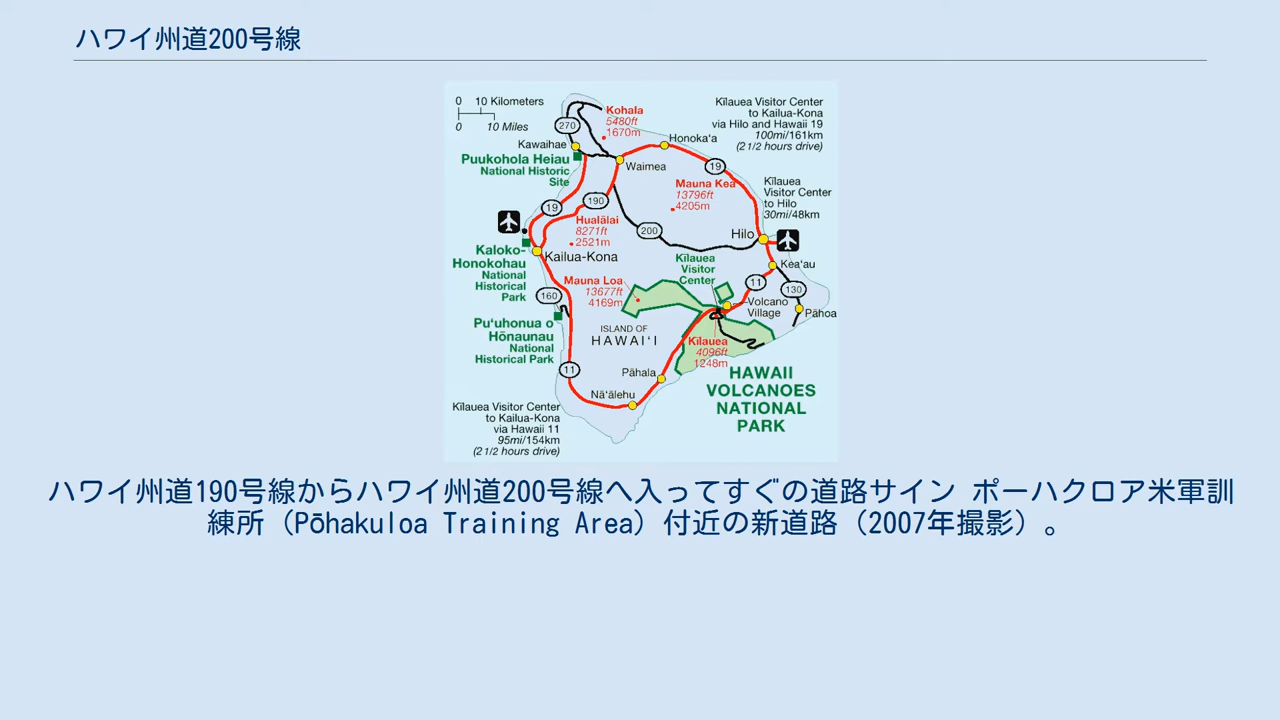 ハワイ州道200号線
0 10 Kilometers
0 10 Miles
Kohala
5480ft
1670m
Kīlauea Visitor Center
to Kailua-Kona
via Hilo and Hawaii 19
100mi/161km
(2 1/2 hours drive)
270
Kawaihae
Honoka'a
Puukohola Heiau
National Historic
Site
Waimea
19
Mauna Kea
13796ft
4205m
Kīlauea
Visitor Center
to Hilo
30mi/48km
19
190
Hualālai
8271ft
2521m
200
Hilo
Kaloko-
Honokohau
National
Historical
Park
Kailua-Kona
Kīlauea
Visitor
Center
Kea'au
Mauna Loa
13677ft
4169m
11
130
160
Volcano
Village
Pāhoa
Pu'uhonua o
Hōnaunau
National
Historical Park
ISLAND OF
HAWAI'I
Kīlauea
4096ft
1248m
11
Pāhala
HAWAII
VOLCANOES
NATIONAL
PARK
Nā'ālehu
Kīlauea Visitor Center
to Kailua-Kona
via Hawaii 11
95mi/154km
(2 1/2 hours drive)
ハワイ州道190号線からハワイ州道200号線へ入ってすぐの道路サイン ポーハクロア米軍訓
練所（Pōhakuloa Training Area）付近の新道路（2007年撮影）。